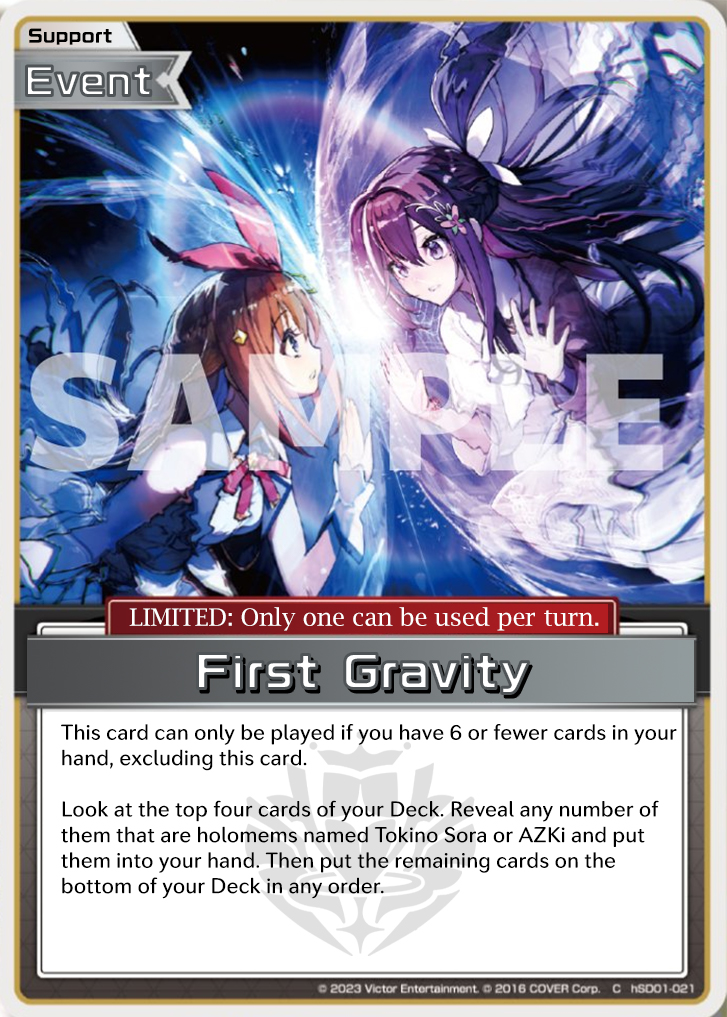 Support
Event
SAMPLE
LIMITED: Only one can be used per turn.
First Gravity
This card can only be played if you have 6 or fewer cards in your
hand, excluding this card.
Look at the top four cards of your Deck. Reveal any number of
them that are holomems named Tokino Sora or AZKi and put
them into your hand. Then put the remaining cards on the
bottom of your Deck in any order.
© 2023 Victor Entertainment. © 2016 COVER Corp. C hSD01-021